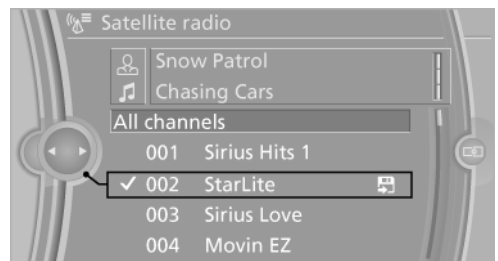 Satellite radio
Snow Patrol
Chasing Cars
All channels
001 Sirius Hits 1
002 StarLite
003 Sirius Love
004 Movin EZ